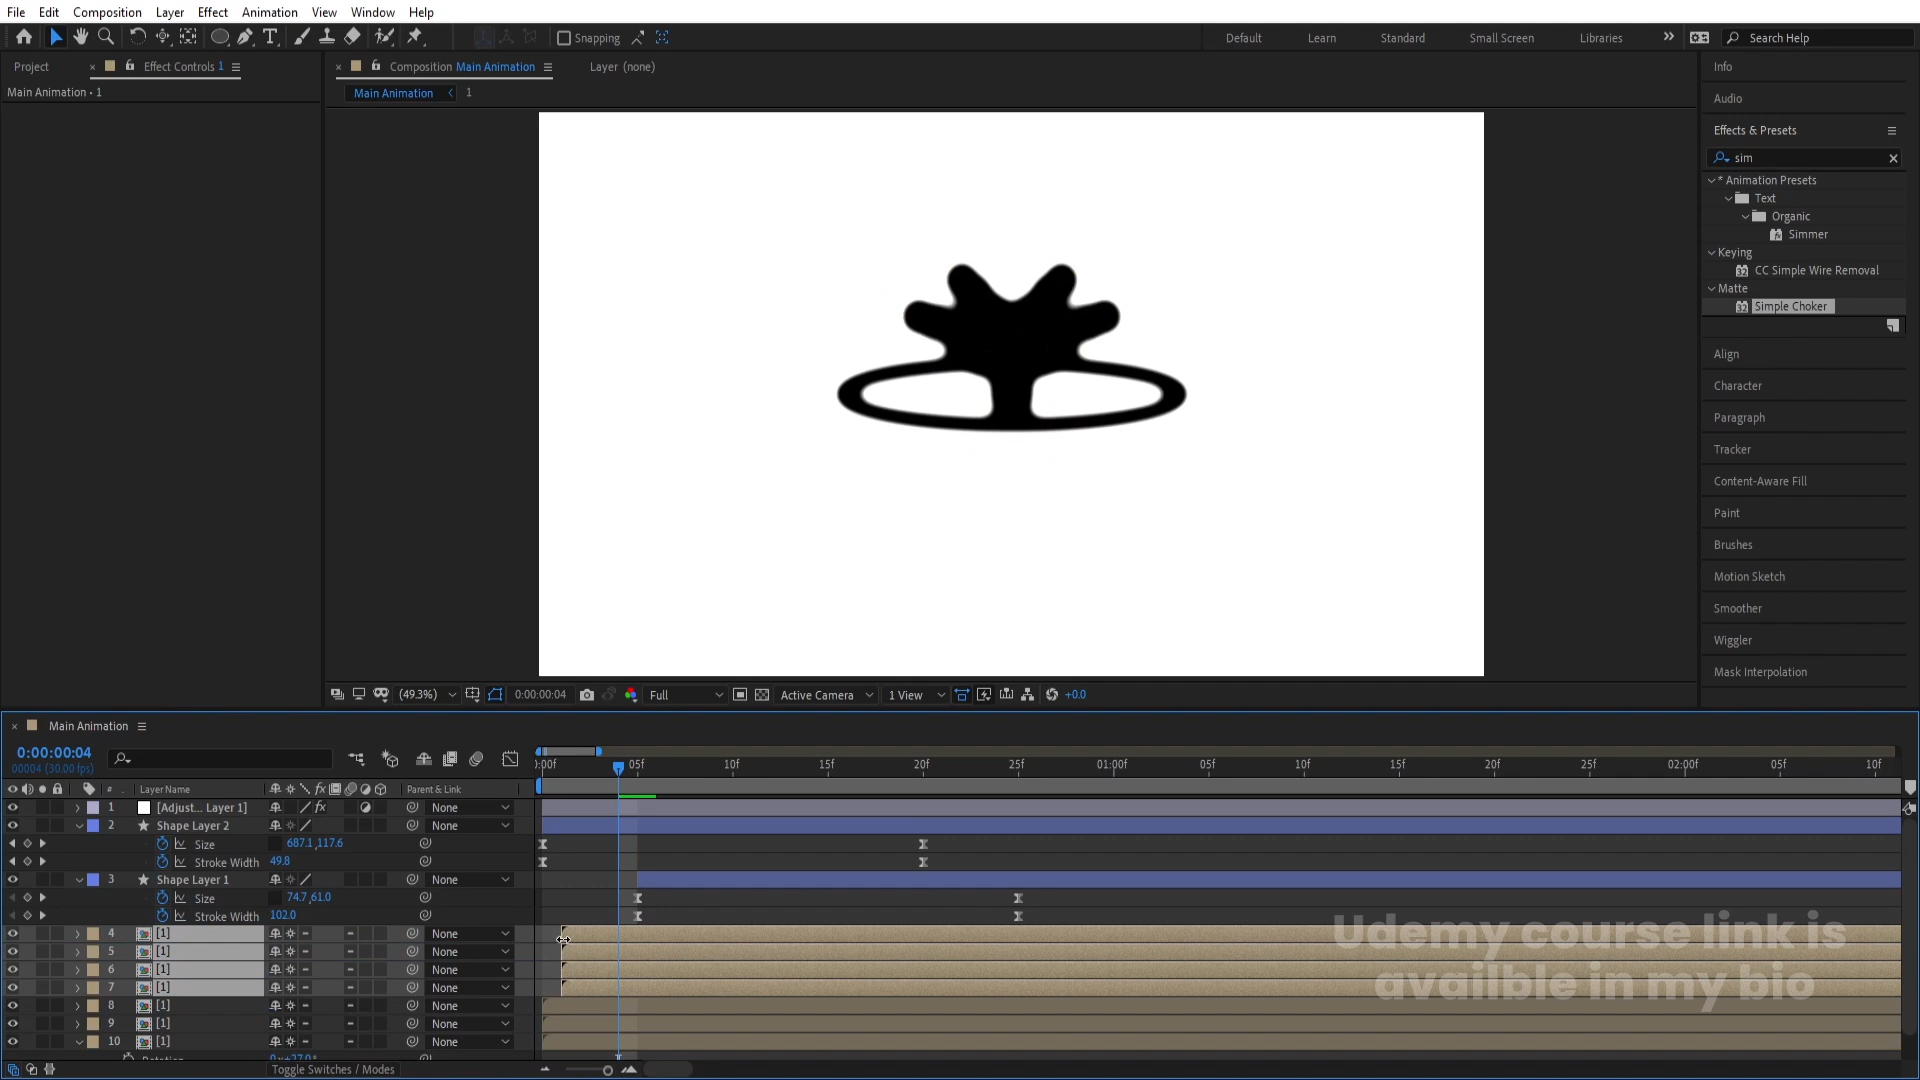 File Edit Composition Layer Effect Animation View Window Help
Snapping Default Learn Standard Small Screen Libraries Search Help
Project × Effect Controls 1 × Composition Main Animation Layer (none)
Main Animation • 1
Main Animation 1
Info
Audio
Effects & Presets
sim
* Animation Presets
Text
Organic
Simmer
Keying
CC Simple Wire Removal
Matte
Simple Choker
Align
Character
Paragraph
Tracker
Content-Aware Fill
Paint
Brushes
Motion Sketch
Smoother
Wiggler
Mask Interpolation
(49.3%) 0:00:00:04 Full Active Camera 1 View +0.0
× Main Animation
0:00:00:04
00004 (30.00 fps)
:00f 05f 10f 15f 20f 25f 01:00f 05f 10f 15f 20f 25f 02:00f 05f 10f
# Layer Name Parent & Link
1 [Adjust... Layer 1] None
2 Shape Layer 2 None
Size 687.1,117.6
Stroke Width 49.8
3 Shape Layer 1 None
Size 74.7,61.0
Stroke Width 102.0
4 [1] None
5 [1] None
6 [1] None
7 [1] None
8 [1] None
9 [1] None
10 [1] None
Rotation 0x+27.0°
Toggle Switches / Modes
Udemy course link is
availble in my bio